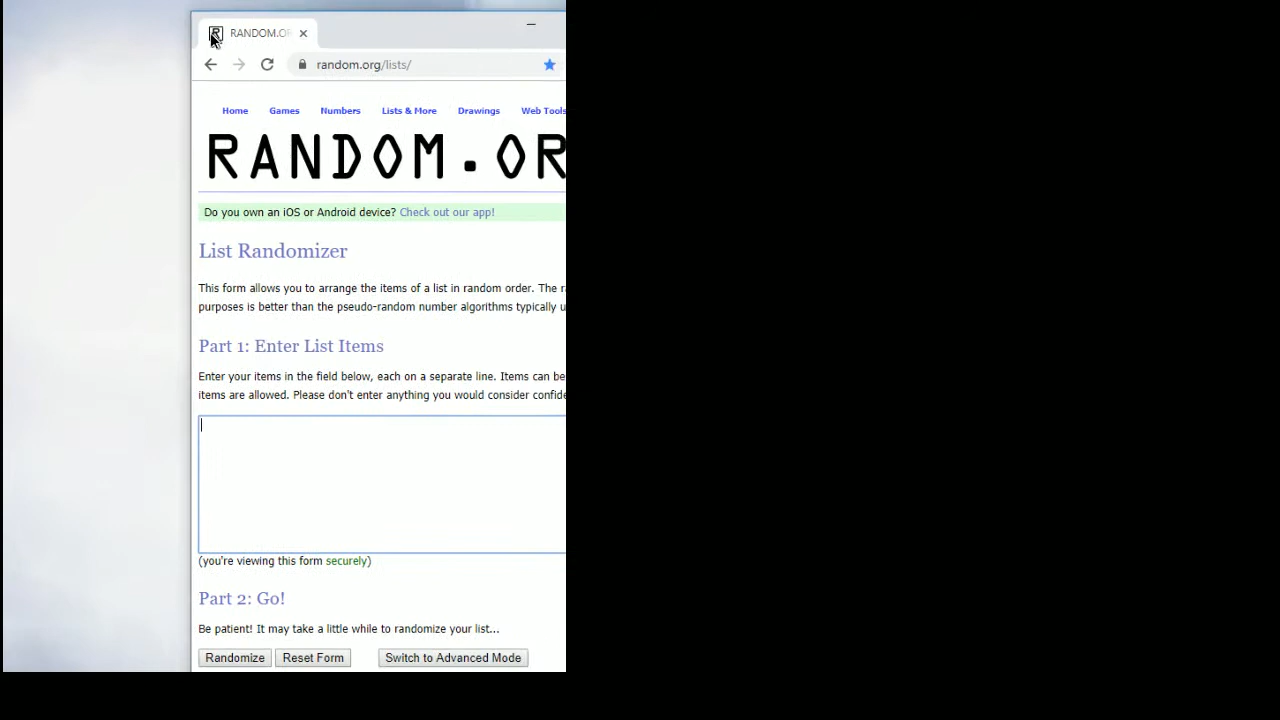 RANDOM.OR
random.org/lists/
Home Games Numbers Lists & More Drawings Web Tools
RANDOM.OR
Do you own an iOS or Android device? Check out our app!
List Randomizer
This form allows you to arrange the items of a list in random order. The
purposes is better than the pseudo-random number algorithms typically
Part 1: Enter List Items
Enter your items in the field below, each on a separate line. Items can be
items are allowed. Please don't enter anything you would consider
(you're viewing this form securely)
Part 2: Go!
Be patient! It may take a little while to randomize your list...
Randomize Reset Form Switch to Advanced Mode